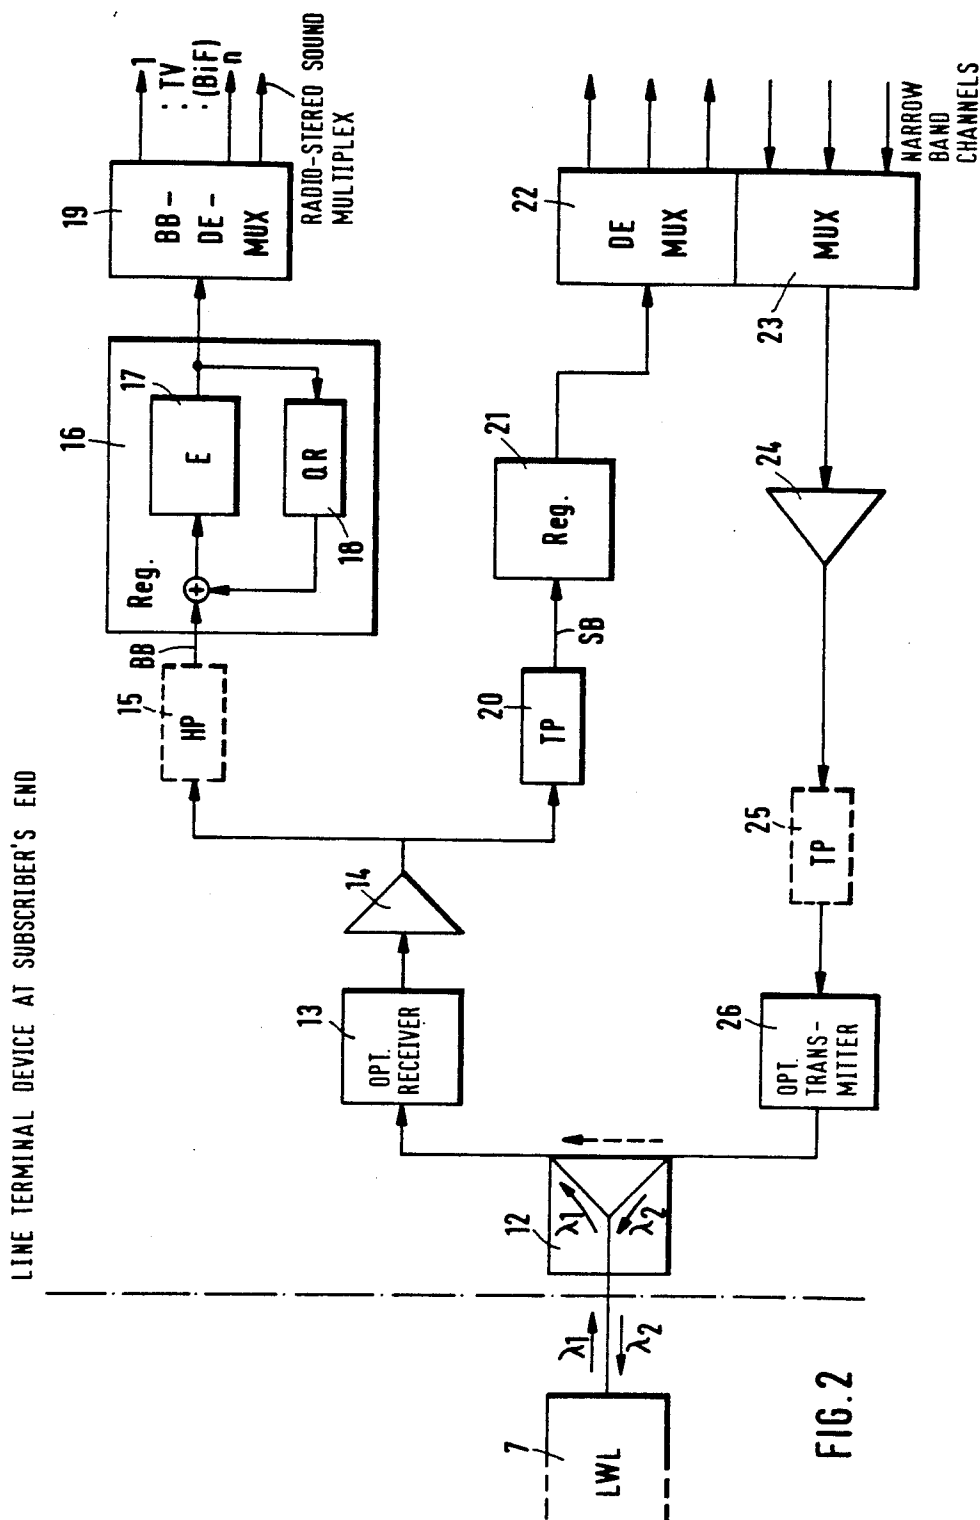 LINE TERMINAL DEVICE AT SUBSCRIBER'S END
7
LWL
λ1
λ2
12
λ1
λ2
13
OPT.
RECEIVER
14
15
HP
BB
16
Reg.
17
E
QR
18
19
BB-
DE-
MUX
1
: TV
: (BiF)
n
RADIO-STEREO SOUND
MULTIPLEX
20
TP
SB
21
Reg.
22
DE
MUX
MUX
23
NARROW
BAND
CHANNELS
24
25
TP
26
OPT.
TRANS-
MITTER
FIG.2